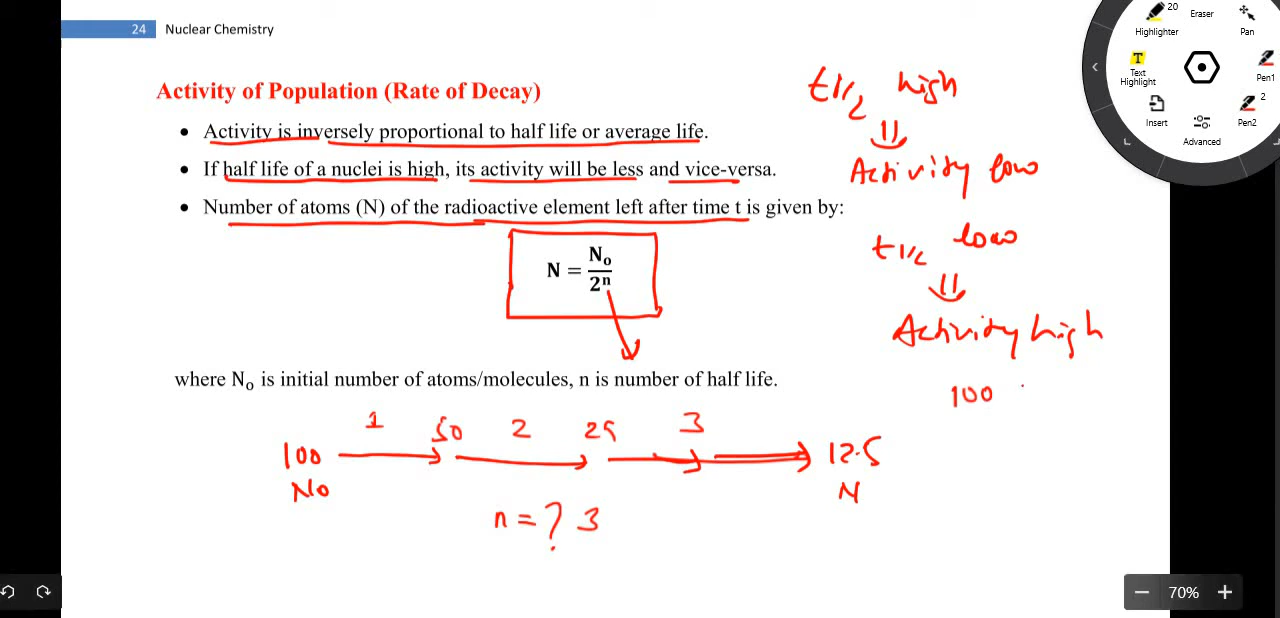 24 Nuclear Chemistry
20
Highlighter
Eraser
Pan
T
Text
Highlight
Pen1
Insert
2
Pen2
Advanced
Activity of Population (Rate of Decay)
• Activity is inversely proportional to half life or average life.
• If half life of a nuclei is high, its activity will be less and vice-versa.
• Number of atoms (N) of the radioactive element left after time t is given by:
N = N₀/2ⁿ
where N₀ is initial number of atoms/molecules, n is number of half life.
t1/2 high
Activity low
t1/2 low
Activity high
100
1 50 2 25 3
100 12.5
No N
n = ? 3
70%